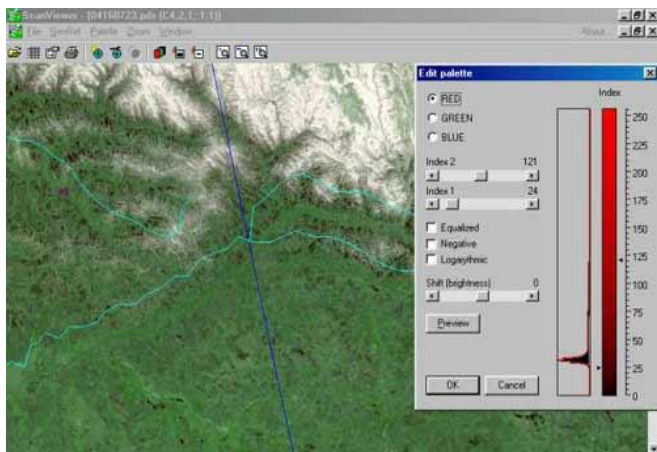 ScanViewer - [04160723.pds (C4,2,1; 1:1)]
File GeoRef Palette Zoom Window About...
Edit palette
RED
GREEN
BLUE
Index
Index 2 121
Index 1 24
Equalized
Negative
Logarythmic
Shift (brightness) 0
Preview
OK Cancel
250
225
200
175
150
125
100
75
50
25
0